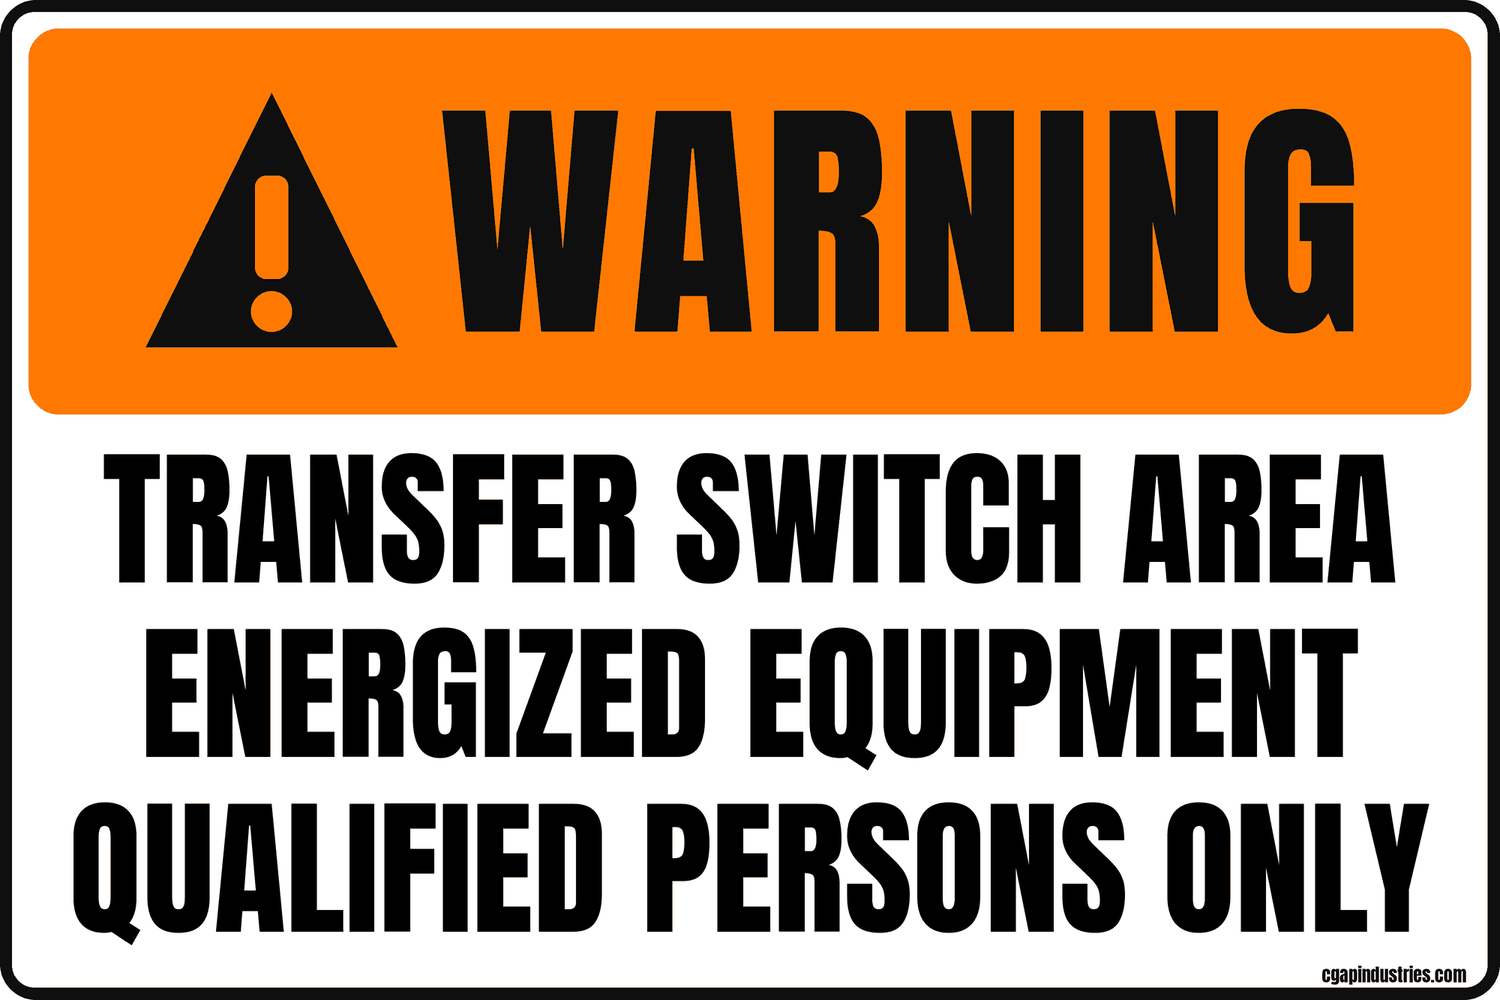 WARNING
TRANSFER SWITCH AREA
ENERGIZED EQUIPMENT
QUALIFIED PERSONS ONLY
cgapindustries.com